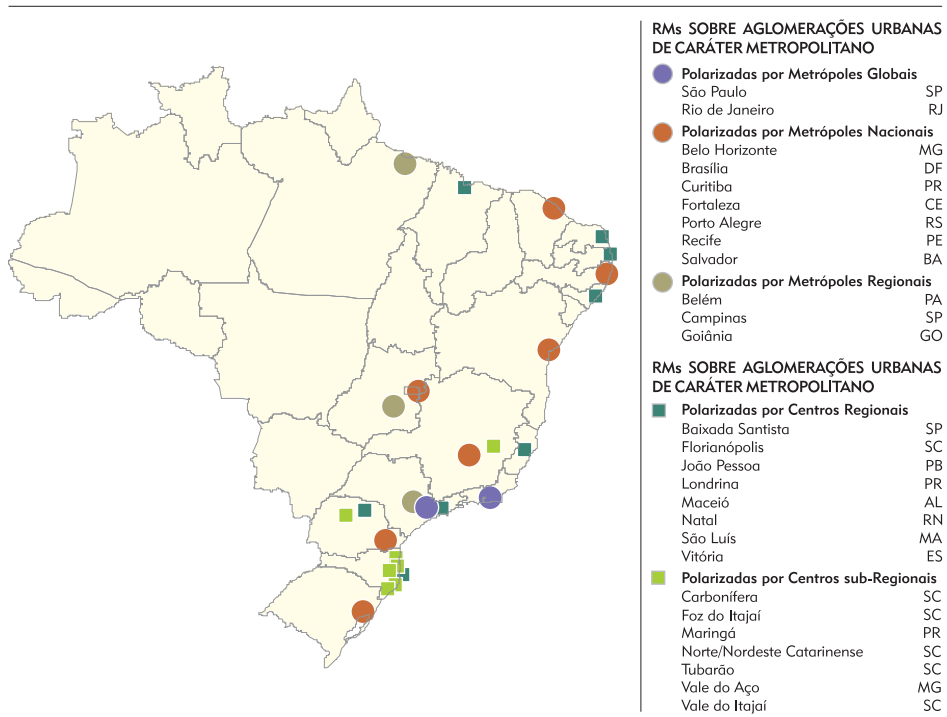 RMs SOBRE AGLOMERAÇÕES URBANAS
DE CARÁTER METROPOLITANO
Polarizadas por Metrópoles Globais
São Paulo SP
Rio de Janeiro RJ
Polarizadas por Metrópoles Nacionais
Belo Horizonte MG
Brasília DF
Curitiba PR
Fortaleza CE
Porto Alegre RS
Recife PE
Salvador BA
Polarizadas por Metrópoles Regionais
Belém PA
Campinas SP
Goiânia GO
RMs SOBRE AGLOMERAÇÕES URBANAS
DE CARÁTER METROPOLITANO
Polarizadas por Centros Regionais
Baixada Santista SP
Florianópolis SC
João Pessoa PB
Londrina PR
Maceió AL
Natal RN
São Luís MA
Vitória ES
Polarizadas por Centros sub-Regionais
Carbonífera SC
Foz do Itajaí SC
Maringá PR
Norte/Nordeste Catarinense SC
Tubarão SC
Vale do Aço MG
Vale do Itajaí SC